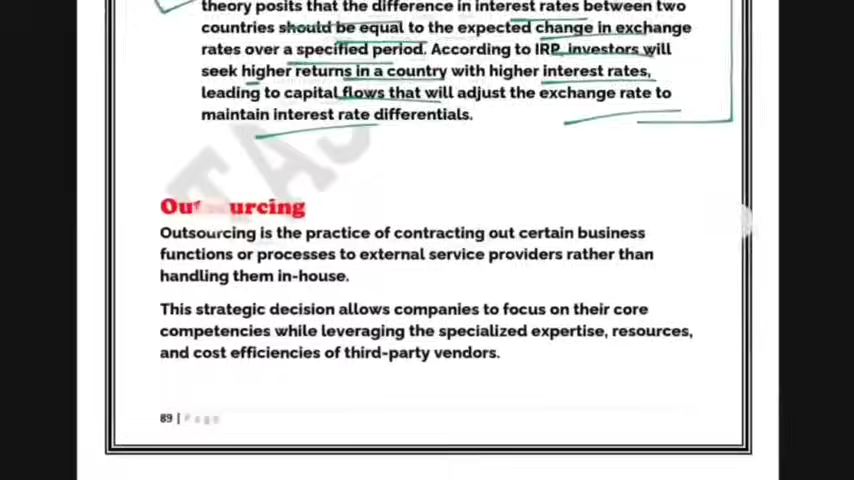 theory posits that the difference in interest rates between two
countries should be equal to the expected change in exchange
rates over a specified period. According to IRP, investors will
seek higher returns in a country with higher interest rates,
leading to capital flows that will adjust the exchange rate to
maintain interest rate differentials.
Outsourcing
Outsourcing is the practice of contracting out certain business
functions or processes to external service providers rather than
handling them in-house.
This strategic decision allows companies to focus on their core
competencies while leveraging the specialized expertise, resources,
and cost efficiencies of third-party vendors.
89 | Page